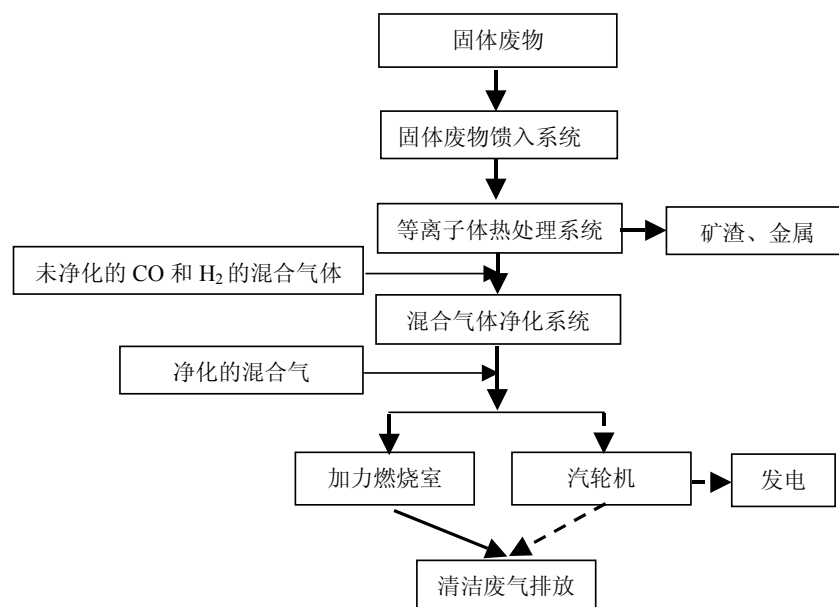 固体废物
固体废物馈入系统
等离子体热处理系统
矿渣、金属
未净化的 CO 和 H₂的混合气体
混合气体净化系统
净化的混合气
加力燃烧室
汽轮机
发电
清洁废气排放